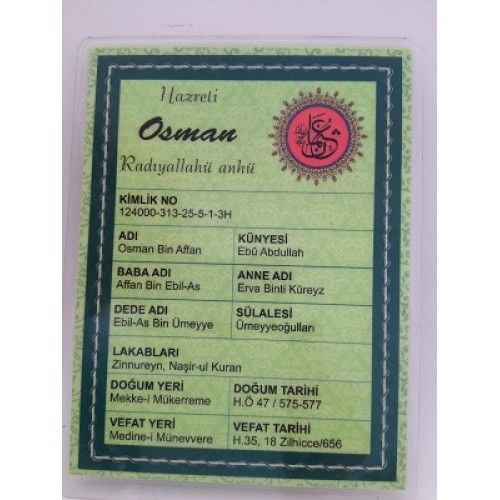 Hazreti
Osman
Radıyallahü anhü
عثمان
KİMLİK NO
124000-313-25-5-1-3H
ADI
Osman Bin Affan
KÜNYESİ
Ebû Abdullah
BABA ADI
Affan Bin Ebil-As
ANNE ADI
Erva Binti Küreyz
DEDE ADI
Ebil-As Bin Ümeyye
SÜLALESİ
Ümeyyeoğulları
LAKABLARI
Zinnureyn, Naşir-ul Kuran
DOĞUM YERİ
Mekke-i Mükerreme
DOĞUM TARİHİ
H.Ö 47 / 575-577
VEFAT YERİ
Medine-i Münevvere
VEFAT TARİHİ
H.35, 18 Zilhicce/656